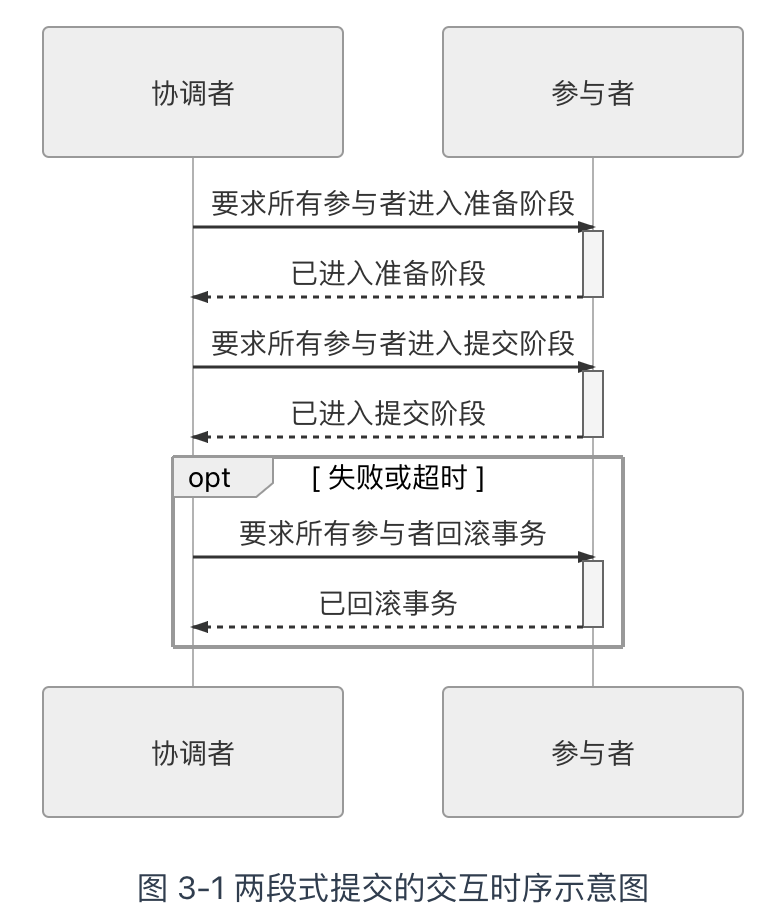 协调者
参与者
要求所有参与者进入准备阶段
已进入准备阶段
要求所有参与者进入提交阶段
已进入提交阶段
opt
[ 失败或超时 ]
要求所有参与者回滚事务
已回滚事务
协调者
参与者
图 3-1 两段式提交的交互时序示意图